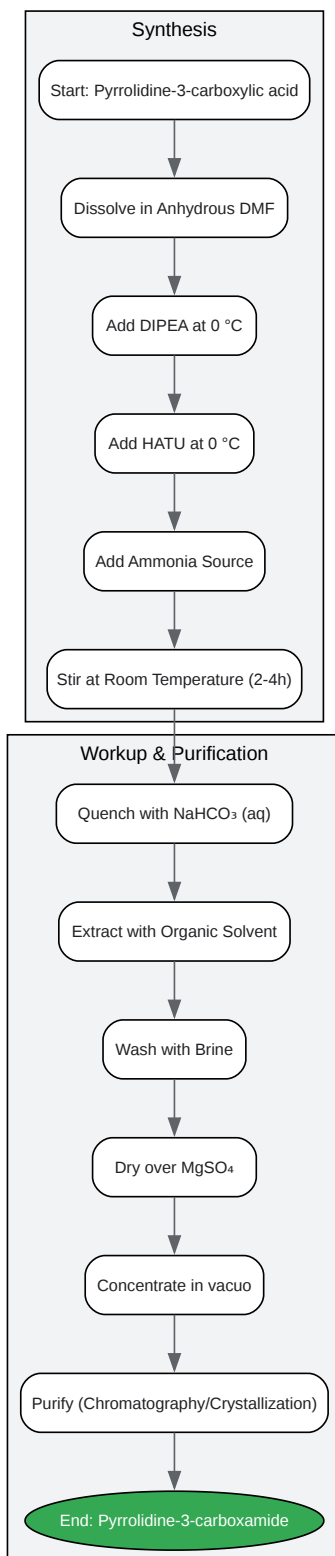 Synthesis
Start: Pyrrolidine-3-carboxylic acid
Dissolve in Anhydrous DMF
Add DIPEA at 0 °C
Add HATU at 0 °C
Add Ammonia Source
Stir at Room Temperature (2-4h)
Workup & Purification
Quench with NaHCO₃ (aq)
Extract with Organic Solvent
Wash with Brine
Dry over MgSO₄
Concentrate in vacuo
Purify (Chromatography/Crystallization)
End: Pyrrolidine-3-carboxamide